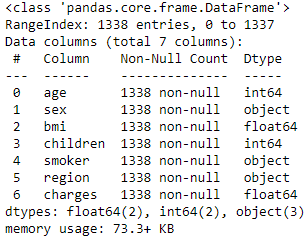 <class 'pandas.core.frame.DataFrame'>
RangeIndex: 1338 entries, 0 to 1337
Data columns (total 7 columns):
 #   Column    Non-Null Count  Dtype
---  ------    --------------  -----
 0   age       1338 non-null   int64
 1   sex       1338 non-null   object
 2   bmi       1338 non-null   float64
 3   children  1338 non-null   int64
 4   smoker    1338 non-null   object
 5   region    1338 non-null   object
 6   charges   1338 non-null   float64
dtypes: float64(2), int64(2), object(3)
memory usage: 73.3+ KB